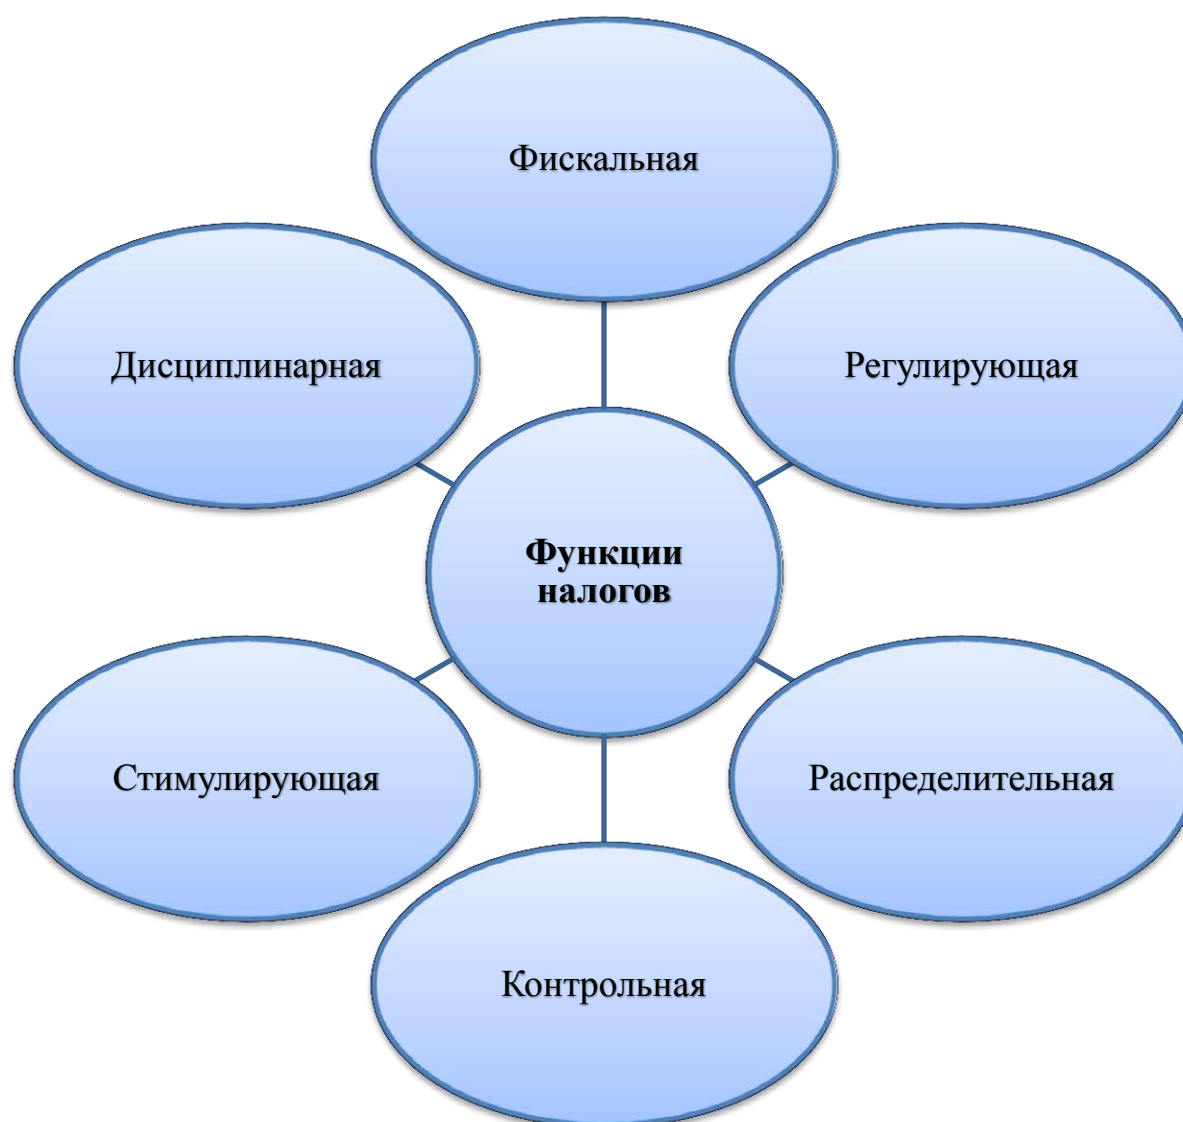 Фискальная
Дисциплинарная
Регулирующая
Функции
налогов
Стимулирующая
Распределительная
Контрольная